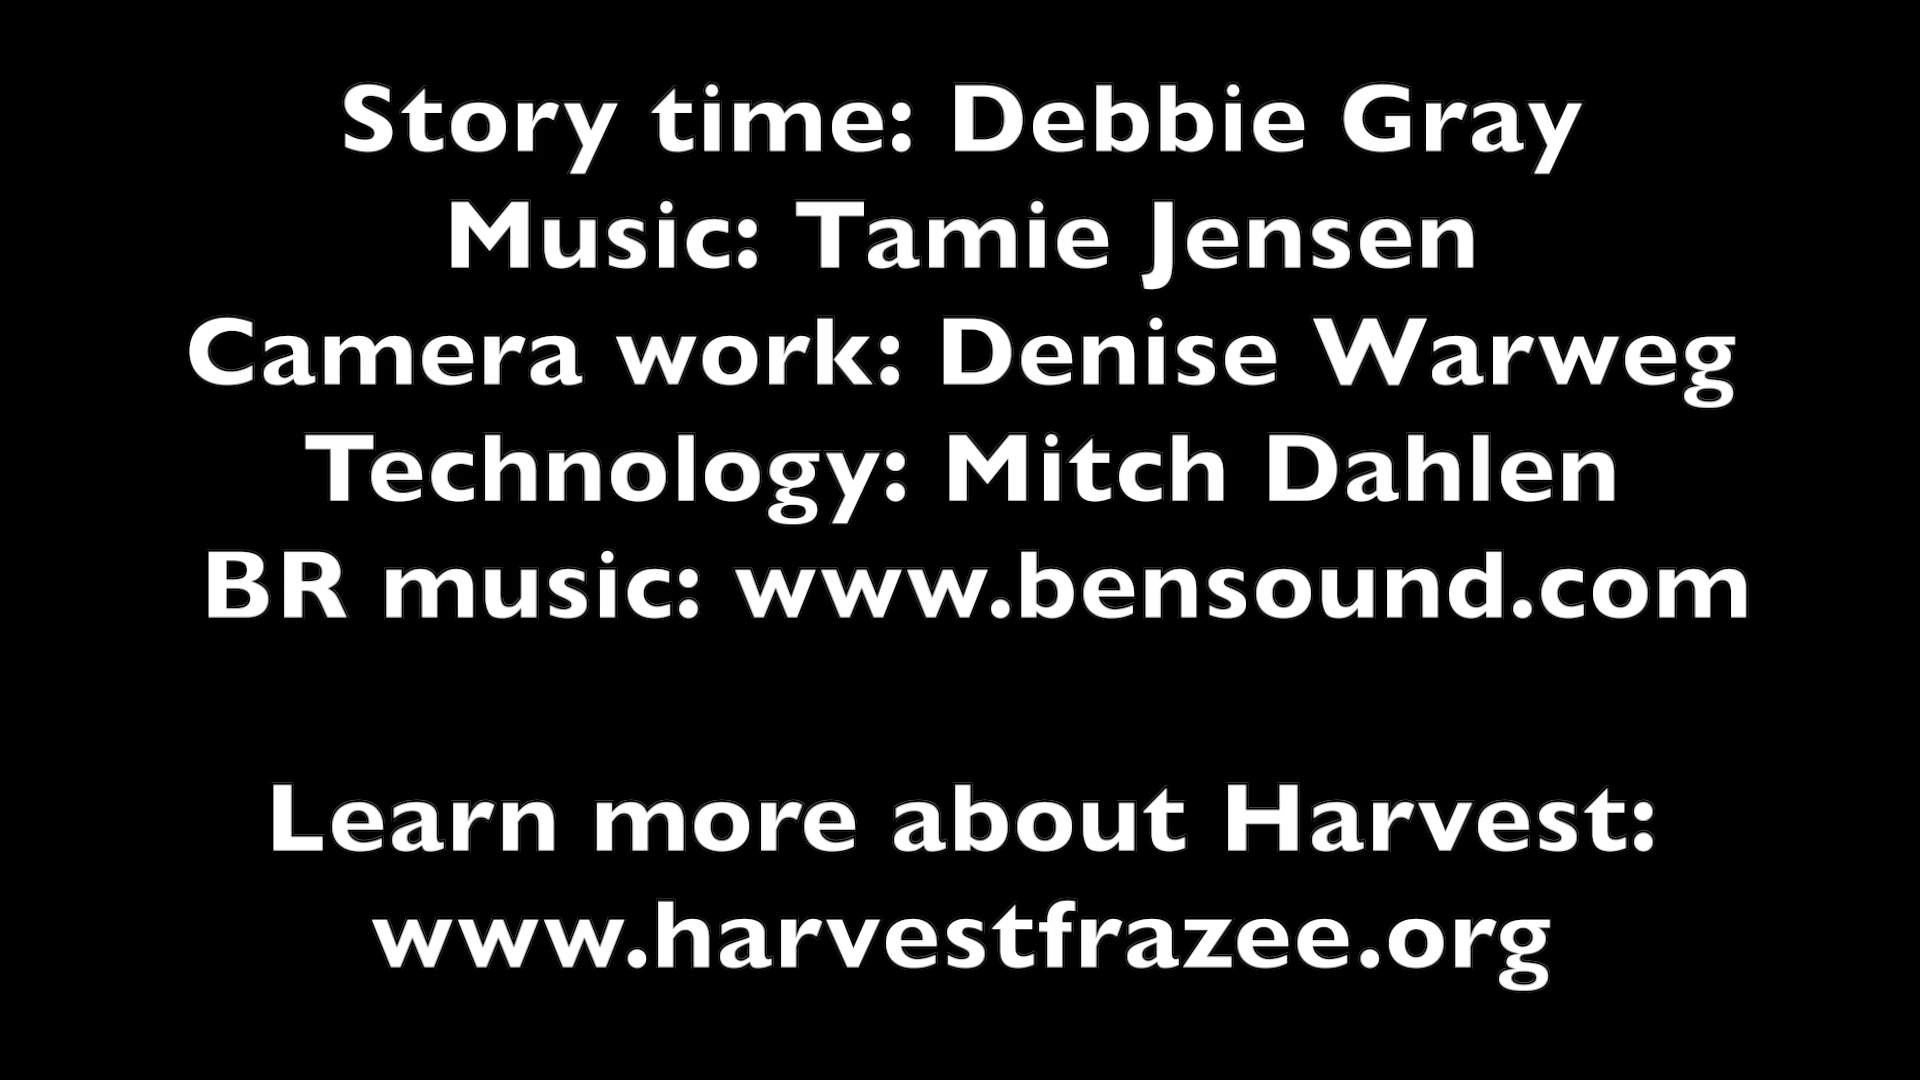 Story time: Debbie Gray
Music: Tamie Jensen
Camera work: Denise Warweg
Technology: Mitch Dahlen
BR music: www.bensound.com
Learn more about Harvest:
www.harvestfrazee.org